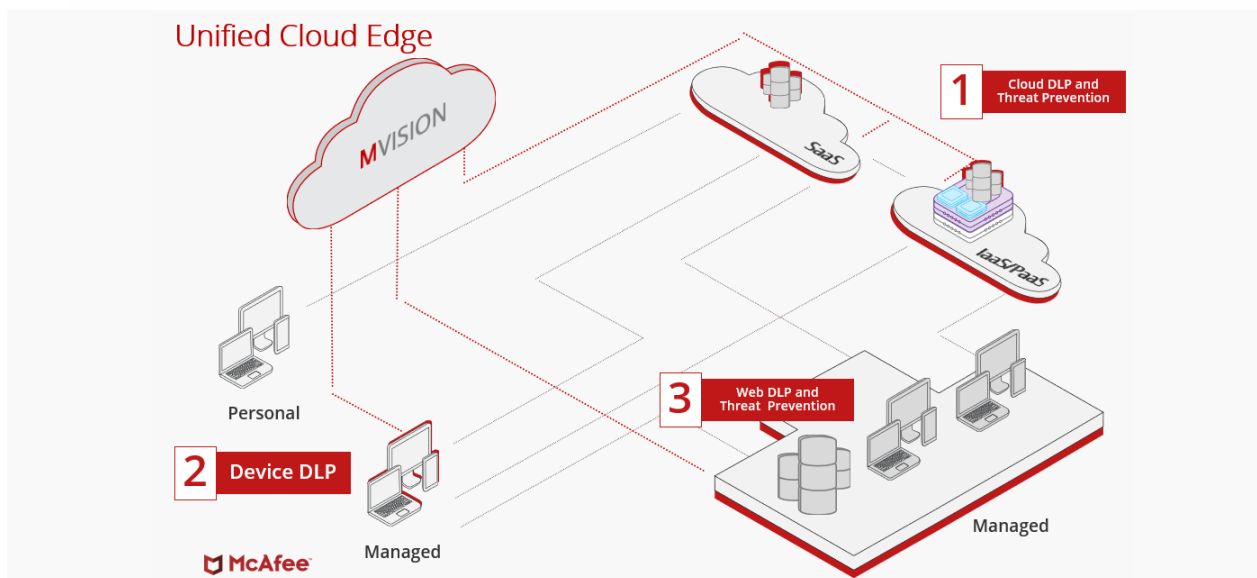 Unified Cloud Edge
MVISION
SaaS
1
Cloud DLP and
Threat Prevention
IaaS/PaaS
Personal
3
Web DLP and
Threat Prevention
2
Device DLP
Managed
Managed
McAfee™